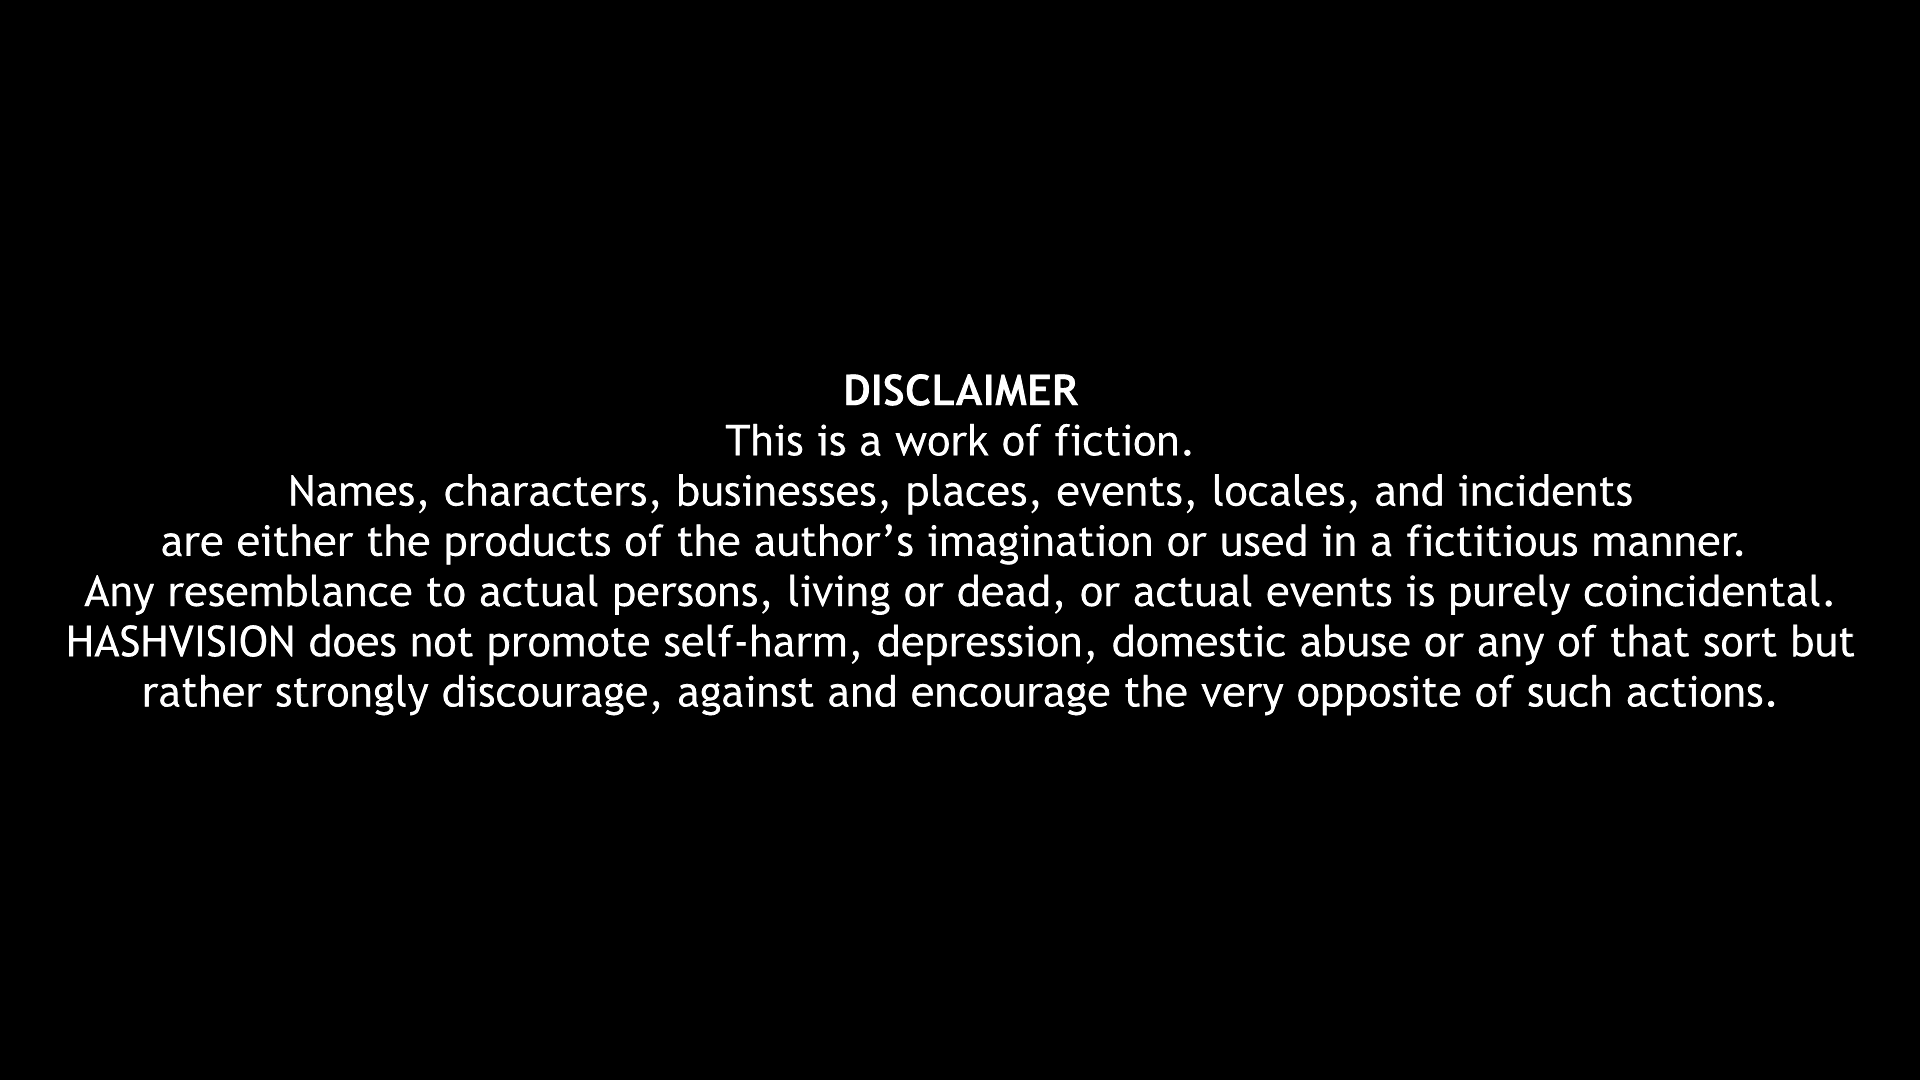 DISCLAIMER
This is a work of fiction.
Names, characters, businesses, places, events, locales, and incidents
are either the products of the author’s imagination or used in a fictitious manner.
Any resemblance to actual persons, living or dead, or actual events is purely coincidental.
HASHVISION does not promote self-harm, depression, domestic abuse or any of that sort but
rather strongly discourage, against and encourage the very opposite of such actions.